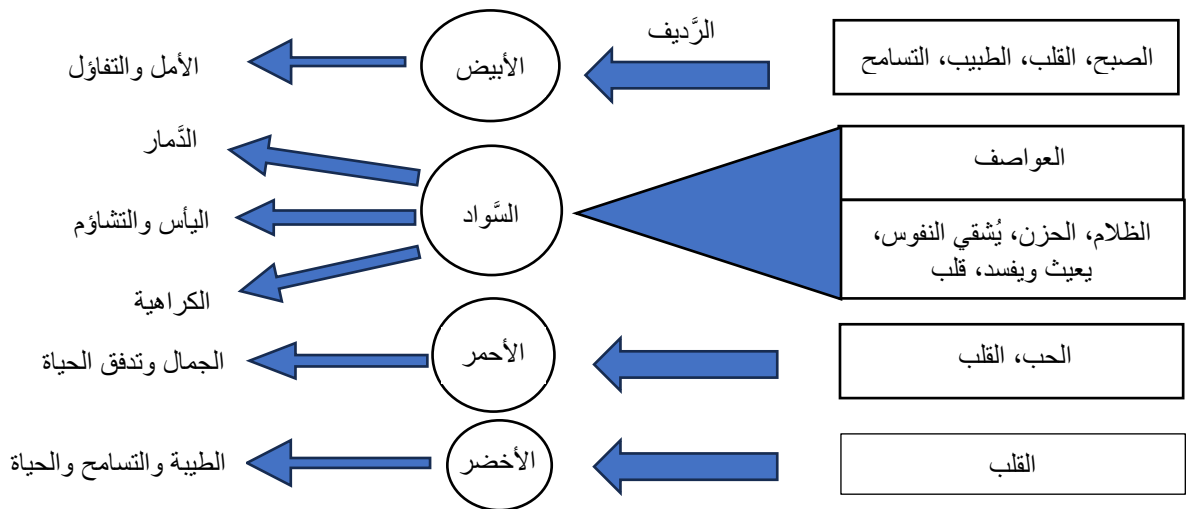 الصبح، القلب، الطبيب، التسامح
الرَّديف
الأبيض
الأمل والتفاؤل
العواصف
الظلام، الحزن، يُشقي النفوس،
يعيث ويفسد، قلب
السَّواد
الدَّمار
اليأس والتشاؤم
الكراهية
الحب، القلب
الأحمر
الجمال وتدفق الحياة
القلب
الأخضر
الطيبة والتسامح والحياة